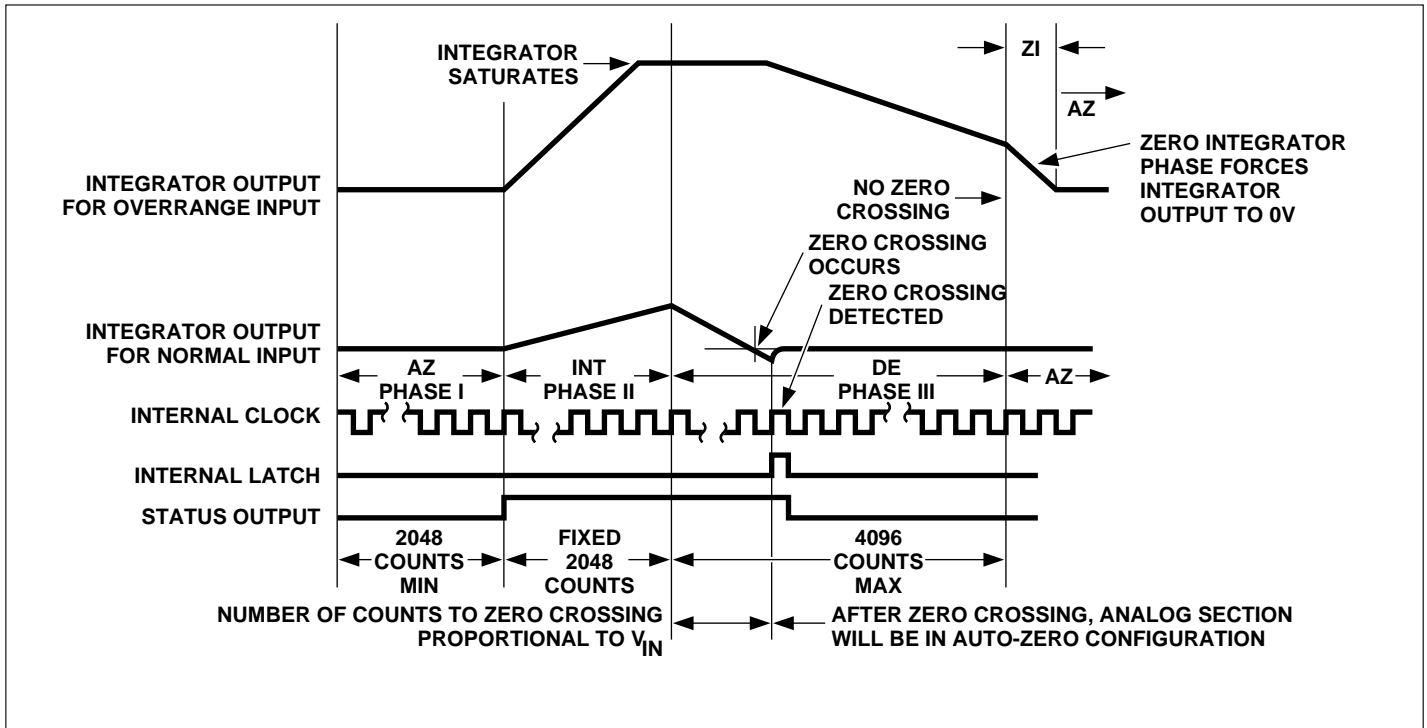 INTEGRATOR
SATURATES
ZI
AZ
ZERO INTEGRATOR
PHASE FORCES
INTEGRATOR
OUTPUT TO 0V
INTEGRATOR OUTPUT
FOR OVERRANGE INPUT
NO ZERO
CROSSING
ZERO CROSSING
OCCURS
ZERO CROSSING
DETECTED
INTEGRATOR OUTPUT
FOR NORMAL INPUT
AZ
PHASE I
INT
PHASE II
DE
PHASE III
AZ
INTERNAL CLOCK
INTERNAL LATCH
STATUS OUTPUT
2048
COUNTS
MIN
FIXED
2048
COUNTS
4096
COUNTS
MAX
NUMBER OF COUNTS TO ZERO CROSSING
PROPORTIONAL TO VIN
AFTER ZERO CROSSING, ANALOG SECTION
WILL BE IN AUTO-ZERO CONFIGURATION